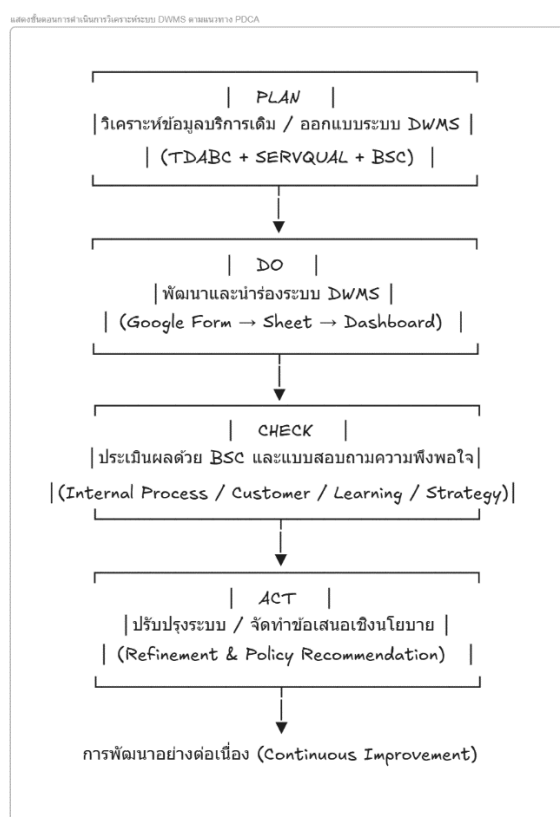 แสดงขั้นตอนการดำเนินการวิเคราะห์ระบบ DWMS ตามแนวทาง PDCA
PLAN
วิเคราะห์ข้อมูลบริการเดิม / ออกแบบระบบ DWMS
(TDABC + SERVQUAL + BSC)
DO
พัฒนาและนำร่องระบบ DWMS
(Google Form → Sheet → Dashboard)
CHECK
ประเมินผลด้วย BSC และแบบสอบถามความพึงพอใจ
(Internal Process / Customer / Learning / Strategy)
ACT
ปรับปรุงระบบ / จัดทำข้อเสนอเชิงนโยบาย
(Refinement & Policy Recommendation)
การพัฒนาอย่างต่อเนื่อง (Continuous Improvement)